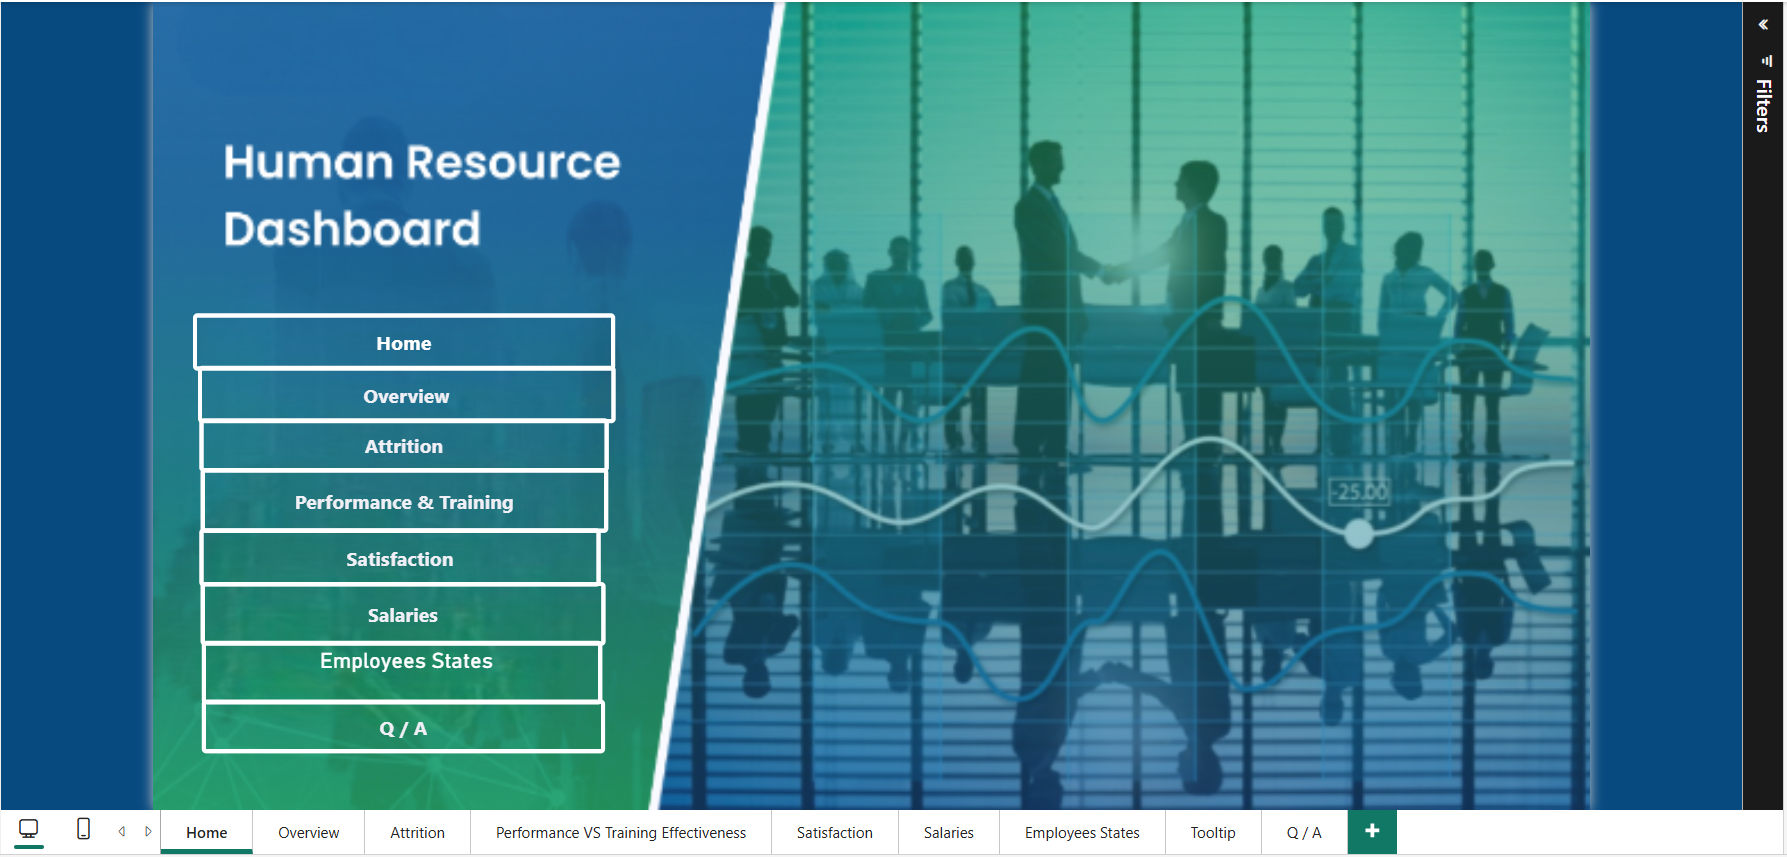 Human Resource
Dashboard
Home
Overview
Attrition
Performance & Training
Satisfaction
Salaries
Employees States
Q / A
-25.00
Filters
Home
Overview
Attrition
Performance VS Training Effectiveness
Satisfaction
Salaries
Employees States
Tooltip
Q / A